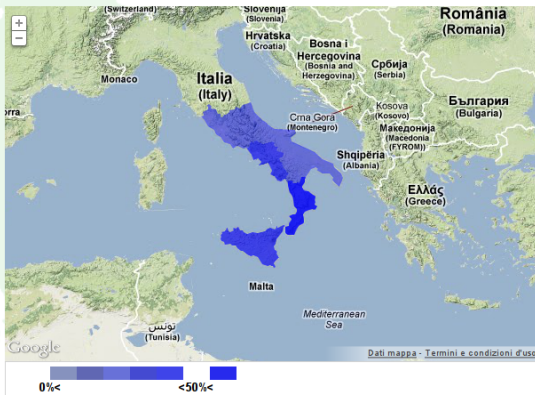 (Switzerland)
Slovenija
(Slovenia)
Hrvatska
(Croatia)
România
(Romania)
Bosna i
Hercegovina
(Bosnia and
Herzegovina)
Србија
(Serbia)
Monaco
Italia
(Italy)
orra
Crna Gora
(Montenegro)
Kosova
(Kosovo)
България
(Bulgaria)
Македонија
(Macedonia
(FYROM))
Shqipëria
(Albania)
Ελλάς
(Greece)
Malta
Mediterranean
Sea
تونس
(Tunisia)
Google
Dati mappa - Termini e condizioni d'uso
0%< <50%<